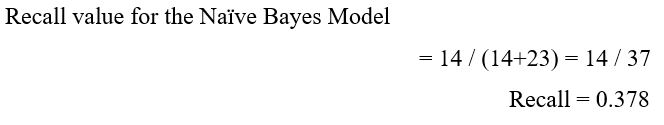 Recall value for the Naïve Bayes Model
= 14 / (14+23) = 14 / 37
Recall = 0.378